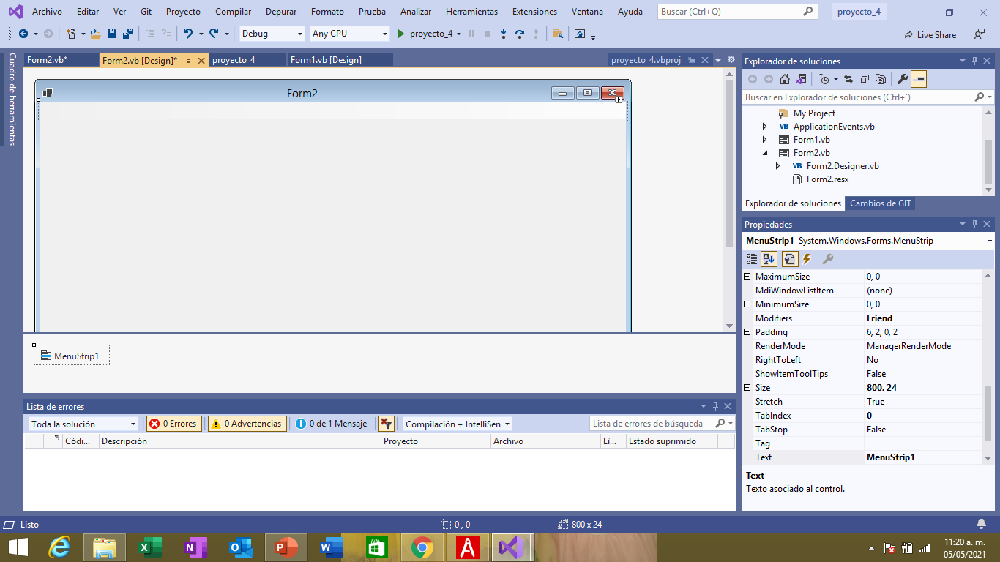 Archivo Editar Ver Git Proyecto Compilar Depurar Formato Prueba Analizar Herramientas Extensiones Ventana Ayuda Buscar (Ctrl+Q) proyecto_4
Debug Any CPU proyecto_4 Live Share
Cuadro de herramientas
Form2.vb* Form2.vb [Design]* proyecto_4 Form1.vb [Design] proyecto_4.vbproj
Form2
MenuStrip1
Explorador de soluciones
Buscar en Explorador de soluciones (Ctrl+´)
My Project
VB ApplicationEvents.vb
Form1.vb
Form2.vb
VB Form2.Designer.vb
Form2.resx
Explorador de soluciones Cambios de GIT
Propiedades
MenuStrip1 System.Windows.Forms.MenuStrip
MaximumSize 0, 0
MdiWindowListItem (none)
MinimumSize 0, 0
Modifiers Friend
Padding 6, 2, 0, 2
RenderMode ManagerRenderMode
RightToLeft No
ShowItemToolTips False
Size 800, 24
Stretch True
TabIndex 0
TabStop False
Tag
Text MenuStrip1
Text
Texto asociado al control.
Lista de errores
Toda la solución 0 Errores 0 Advertencias 0 de 1 Mensaje Compilación + IntelliSen Lista de errores de búsqueda
Códi... Descripción Proyecto Archivo Lí... Estado suprimido
Listo 0 , 0 800 x 24
11:20 a. m.
05/05/2021